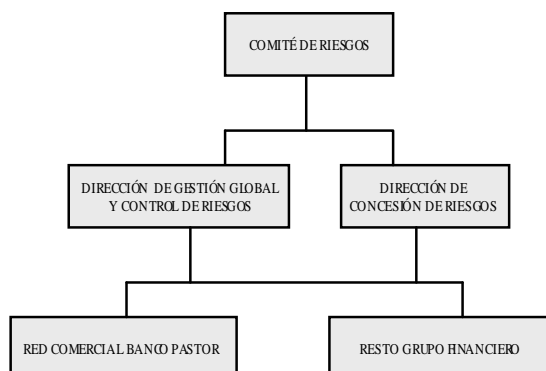 COMITÉ DE RIESGOS
DIRECCIÓN DE GESTIÓN GLOBAL
Y CONTROL DE RIESGOS
DIRECCIÓN DE
CONCESIÓN DE RIESGOS
RED COMERCIAL BANCO PASTOR
RESTO GRUPO FINANCIERO